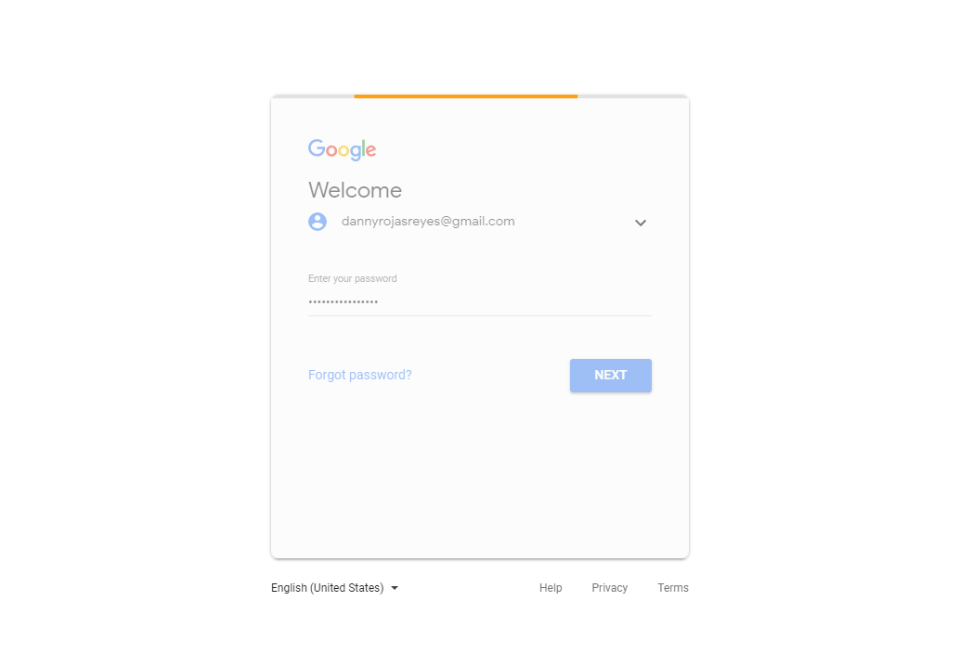 Google
Welcome
dannyrojasreyes@gmail.com
Enter your password
••••••••••••••••
Forgot password?
NEXT
English (United States)
Help Privacy Terms